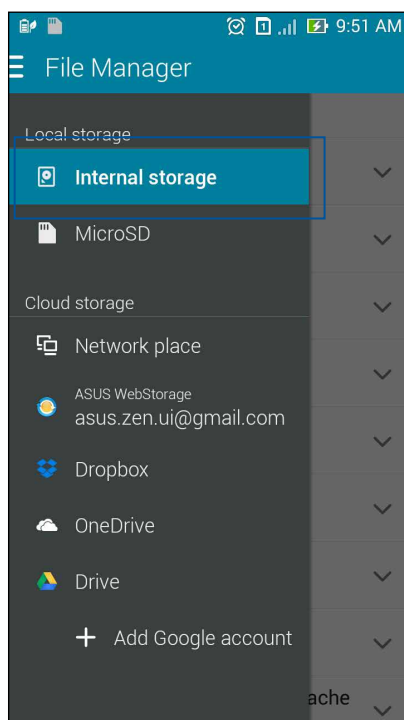 1 9:51 AM
File Manager
Local storage
Internal storage
MicroSD
Cloud storage
Network place
ASUS WebStorage
asus.zen.ui@gmail.com
Dropbox
OneDrive
Drive
+ Add Google account
ache